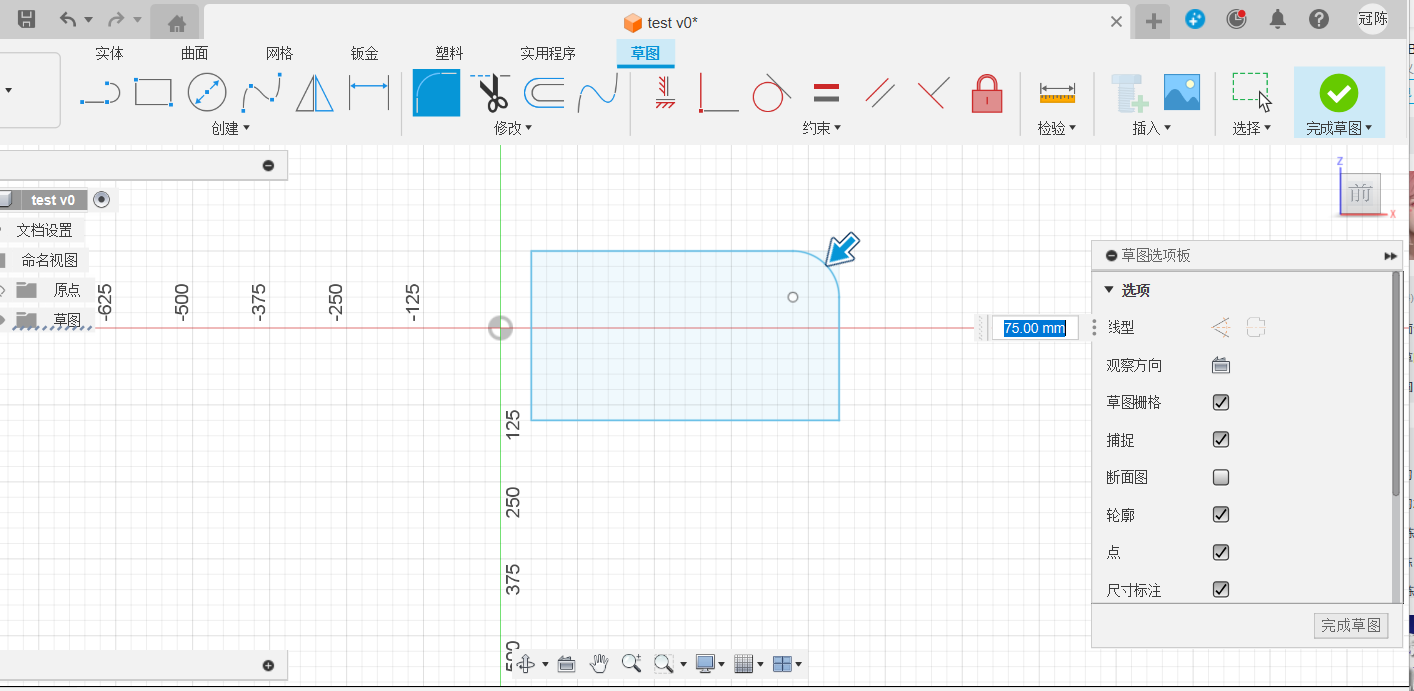 test v0*
冠陈
实体 曲面 网格 钣金 塑料 实用程序 草图
创建 修改 约束 检验 插入 选择 完成草图
test v0
文档设置
命名视图
原点
草图
-625 -500 -375 -250 -125
125
250
375
500
75.00 mm
Z
前
X
草图选项板
选项
线型
观察方向
草图栅格
捕捉
断面图
轮廓
点
尺寸标注
完成草图